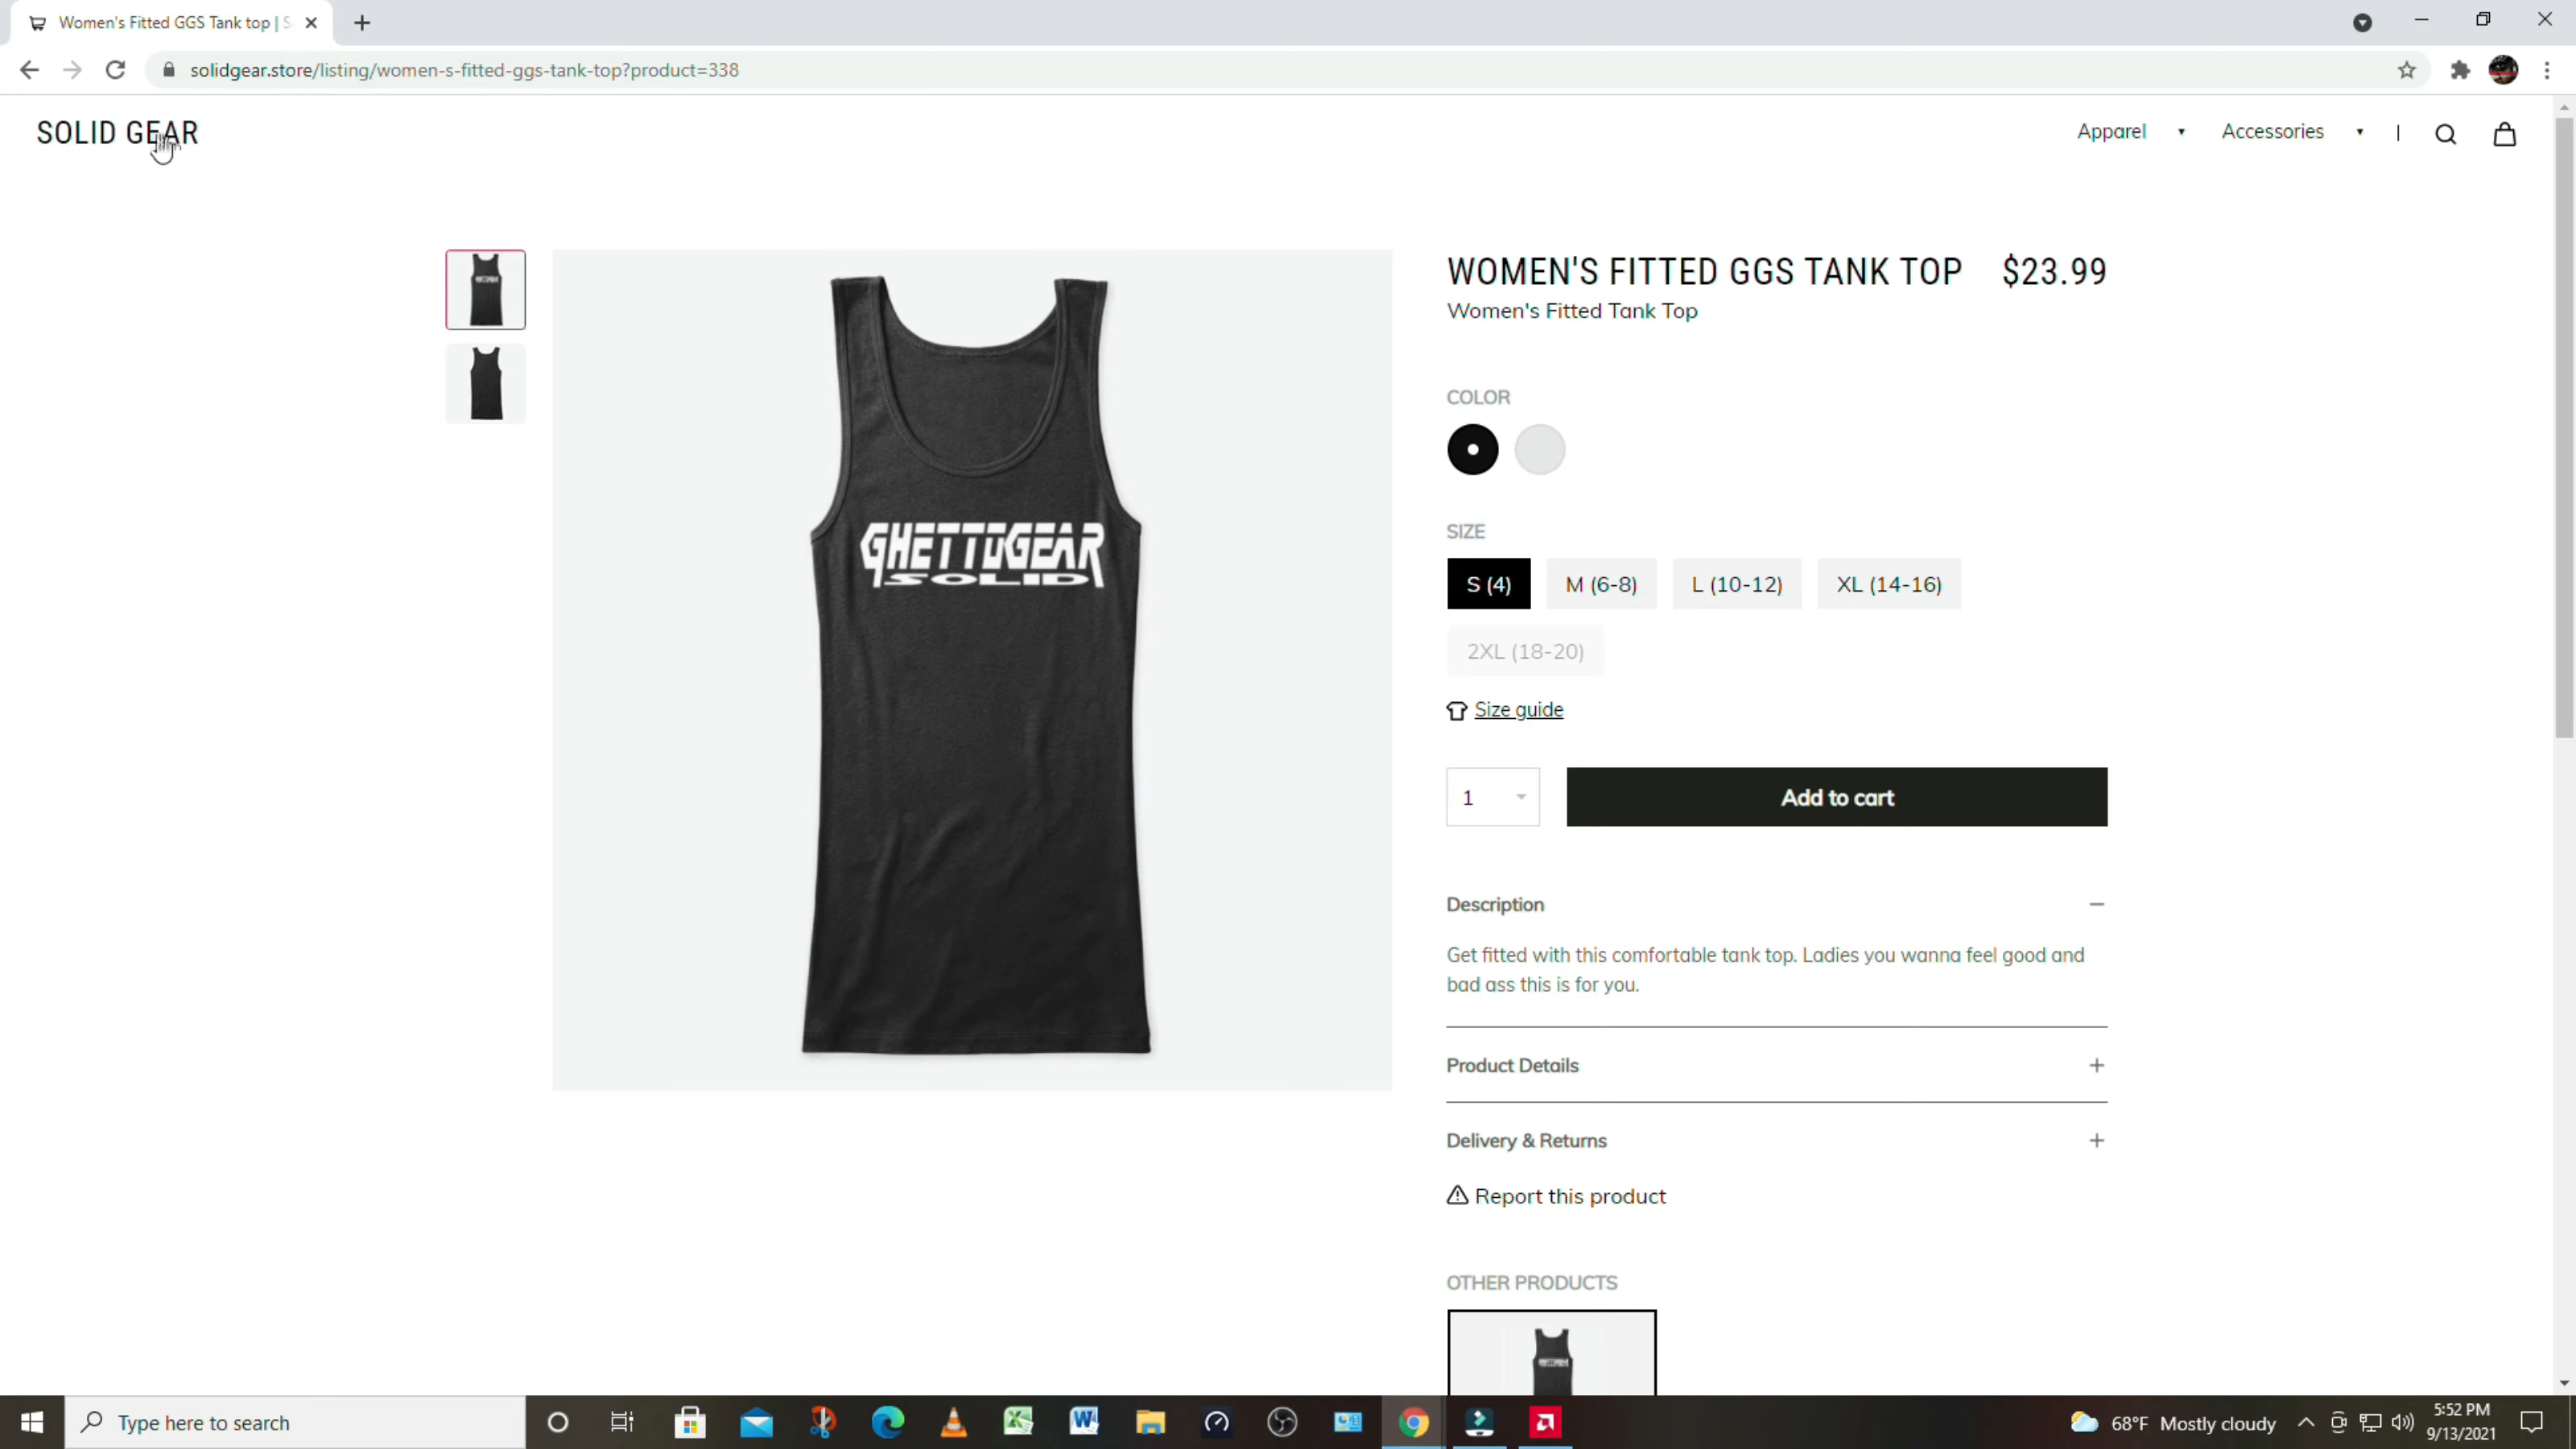 Women's Fitted GGS Tank top | S
solidgear.store/listing/women-s-fitted-ggs-tank-top?product=338
SOLID GEAR
Apparel
Accessories
WOMEN'S FITTED GGS TANK TOP $23.99
Women's Fitted Tank Top
COLOR
GHETTOGEAR
SOLID
SIZE
S (4) M (6-8) L (10-12) XL (14-16)
2XL (18-20)
Size guide
1 Add to cart
Description
Get fitted with this comfortable tank top. Ladies you wanna feel good and
bad ass this is for you.
Product Details
Delivery & Returns
Report this product
OTHER PRODUCTS
Type here to search
68°F Mostly cloudy
5:52 PM
9/13/2021